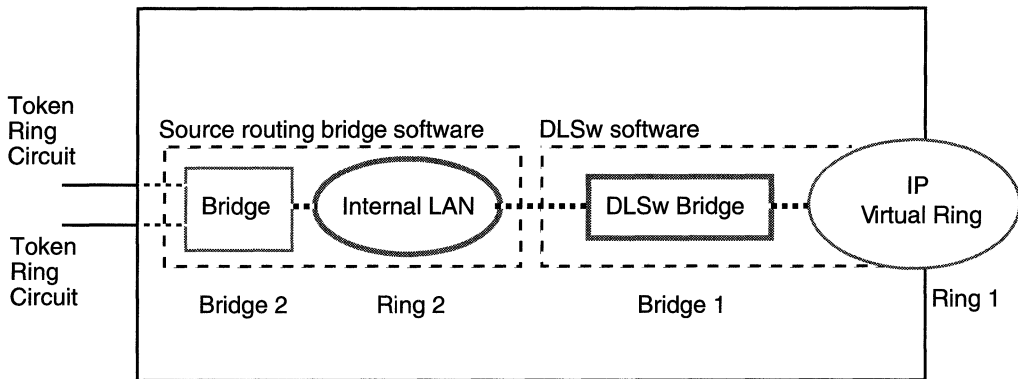 Token
Ring
Circuit
Source routing bridge software
DLSw software
Bridge
Internal LAN
DLSw Bridge
IP
Virtual Ring
Token
Ring
Circuit
Bridge 2
Ring 2
Bridge 1
Ring 1